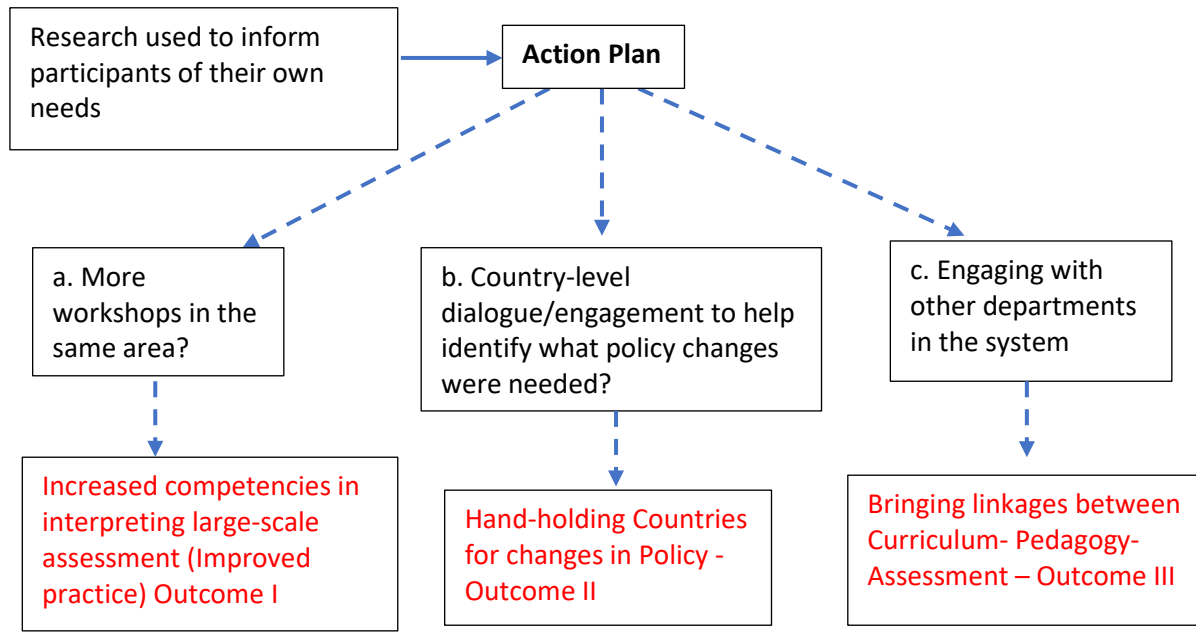 Research used to inform
participants of their own
needs
Action Plan
a. More
workshops in the
same area?
b. Country-level
dialogue/engagement to help
identify what policy changes
were needed?
c. Engaging with
other departments
in the system
Increased competencies in
interpreting large-scale
assessment (Improved
practice) Outcome I
Hand-holding Countries
for changes in Policy -
Outcome II
Bringing linkages between
Curriculum- Pedagogy-
Assessment – Outcome III